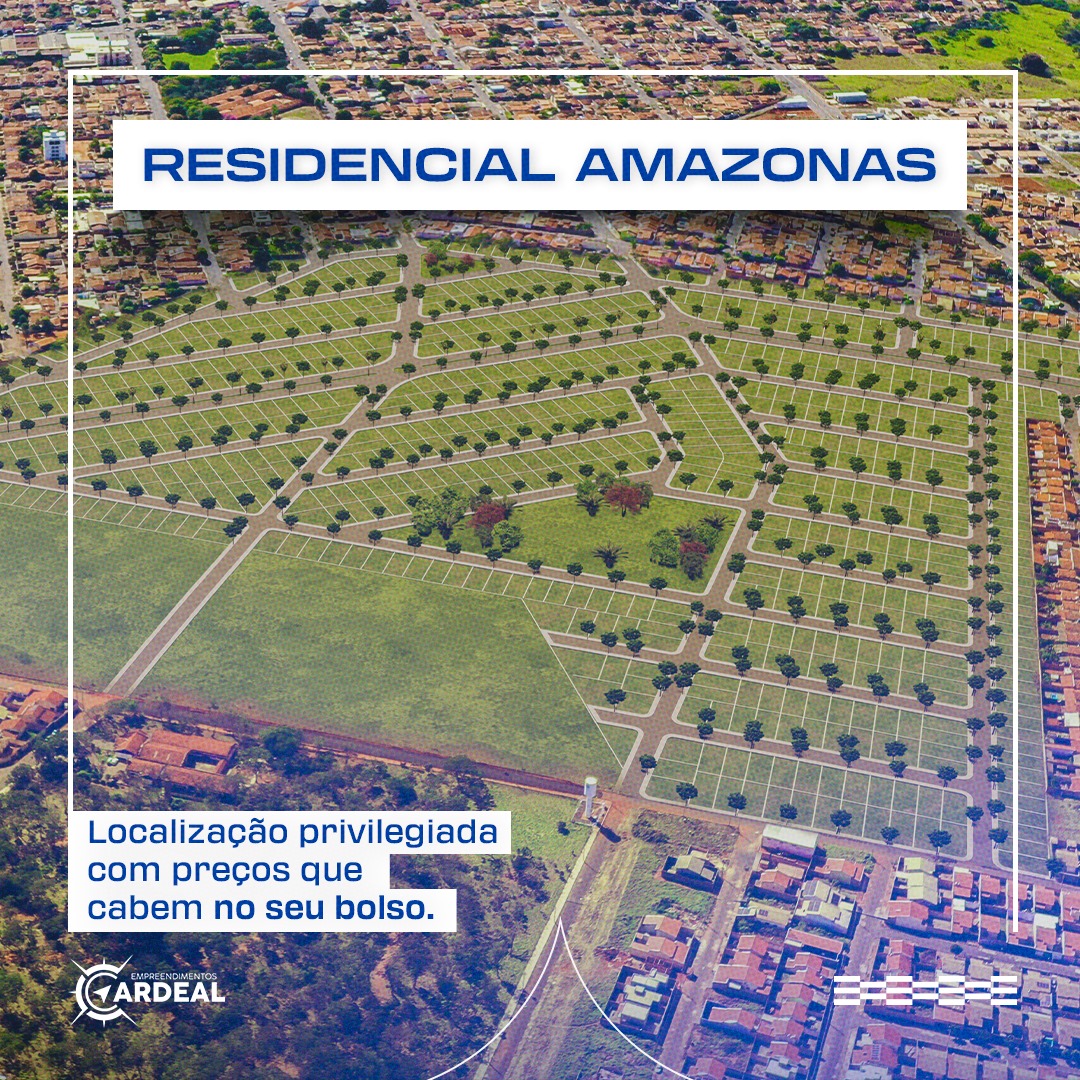 RESIDENCIAL AMAZONAS
Localização privilegiada
com preços que
cabem no seu bolso.
EMPREENDIMENTOS
CARDEAL